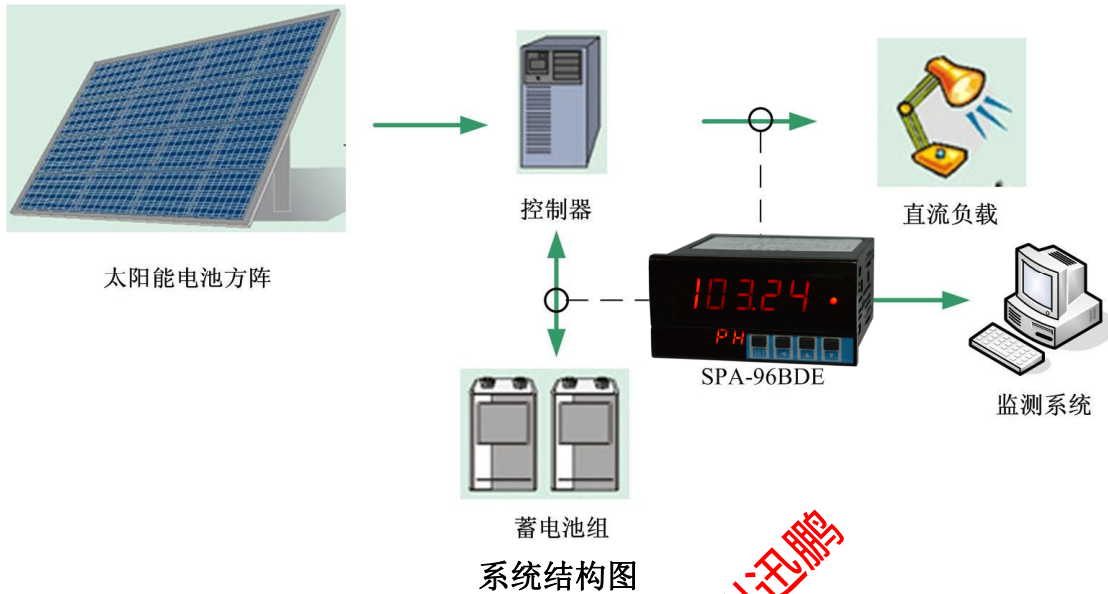 控制器
直流负载
太阳能电池方阵
103.24
PH
SPA-96BDE
监测系统
蓄电池组
系统结构图
迅鹏